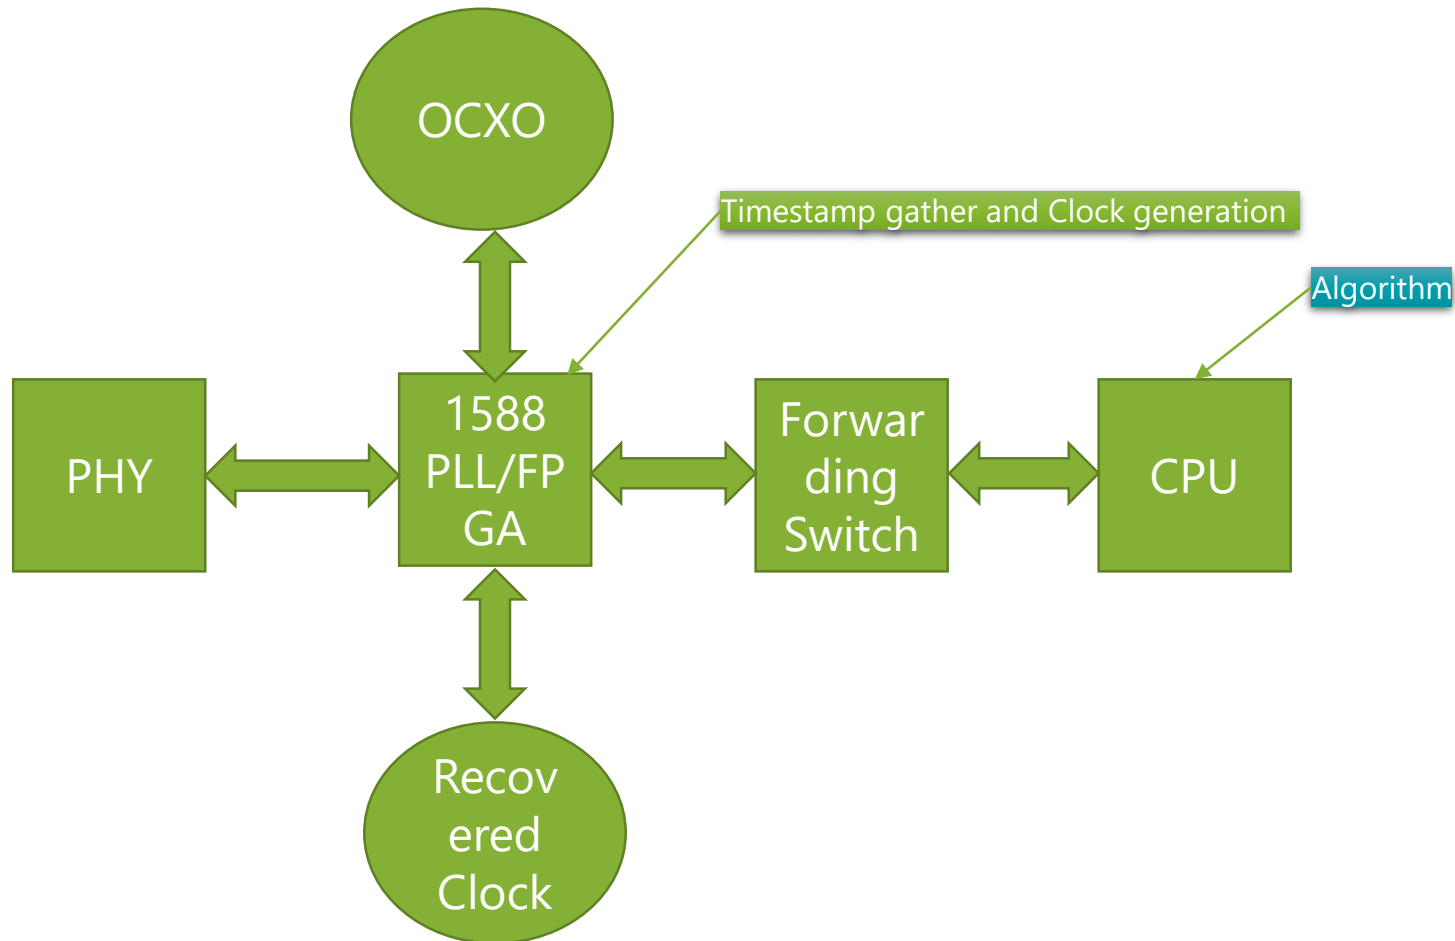 OCXO
Timestamp gather and Clock generation
Algorithm
PHY
1588
PLL/FP
GA
Forwar
ding
Switch
CPU
Recov
ered
Clock